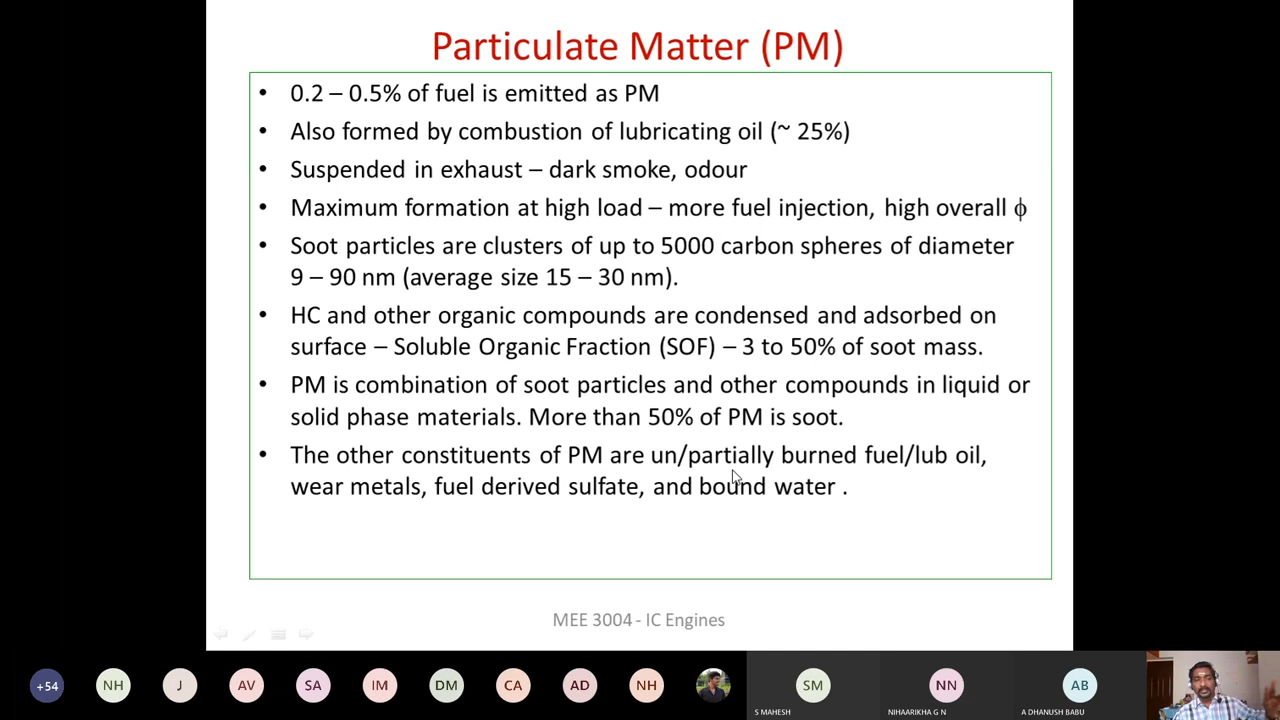 Particulate Matter (PM)
• 0.2 – 0.5% of fuel is emitted as PM
• Also formed by combustion of lubricating oil (~ 25%)
• Suspended in exhaust – dark smoke, odour
• Maximum formation at high load – more fuel injection, high overall ϕ
• Soot particles are clusters of up to 5000 carbon spheres of diameter
9 – 90 nm (average size 15 – 30 nm).
• HC and other organic compounds are condensed and adsorbed on
surface – Soluble Organic Fraction (SOF) – 3 to 50% of soot mass.
• PM is combination of soot particles and other compounds in liquid or
solid phase materials. More than 50% of PM is soot.
• The other constituents of PM are un/partially burned fuel/lub oil,
wear metals, fuel derived sulfate, and bound water .
MEE 3004 - IC Engines
+54 NH J AV SA IM DM CA AD NH SM NN AB
S MAHESH NIHAARIKHA G N A DHANUSH BABU